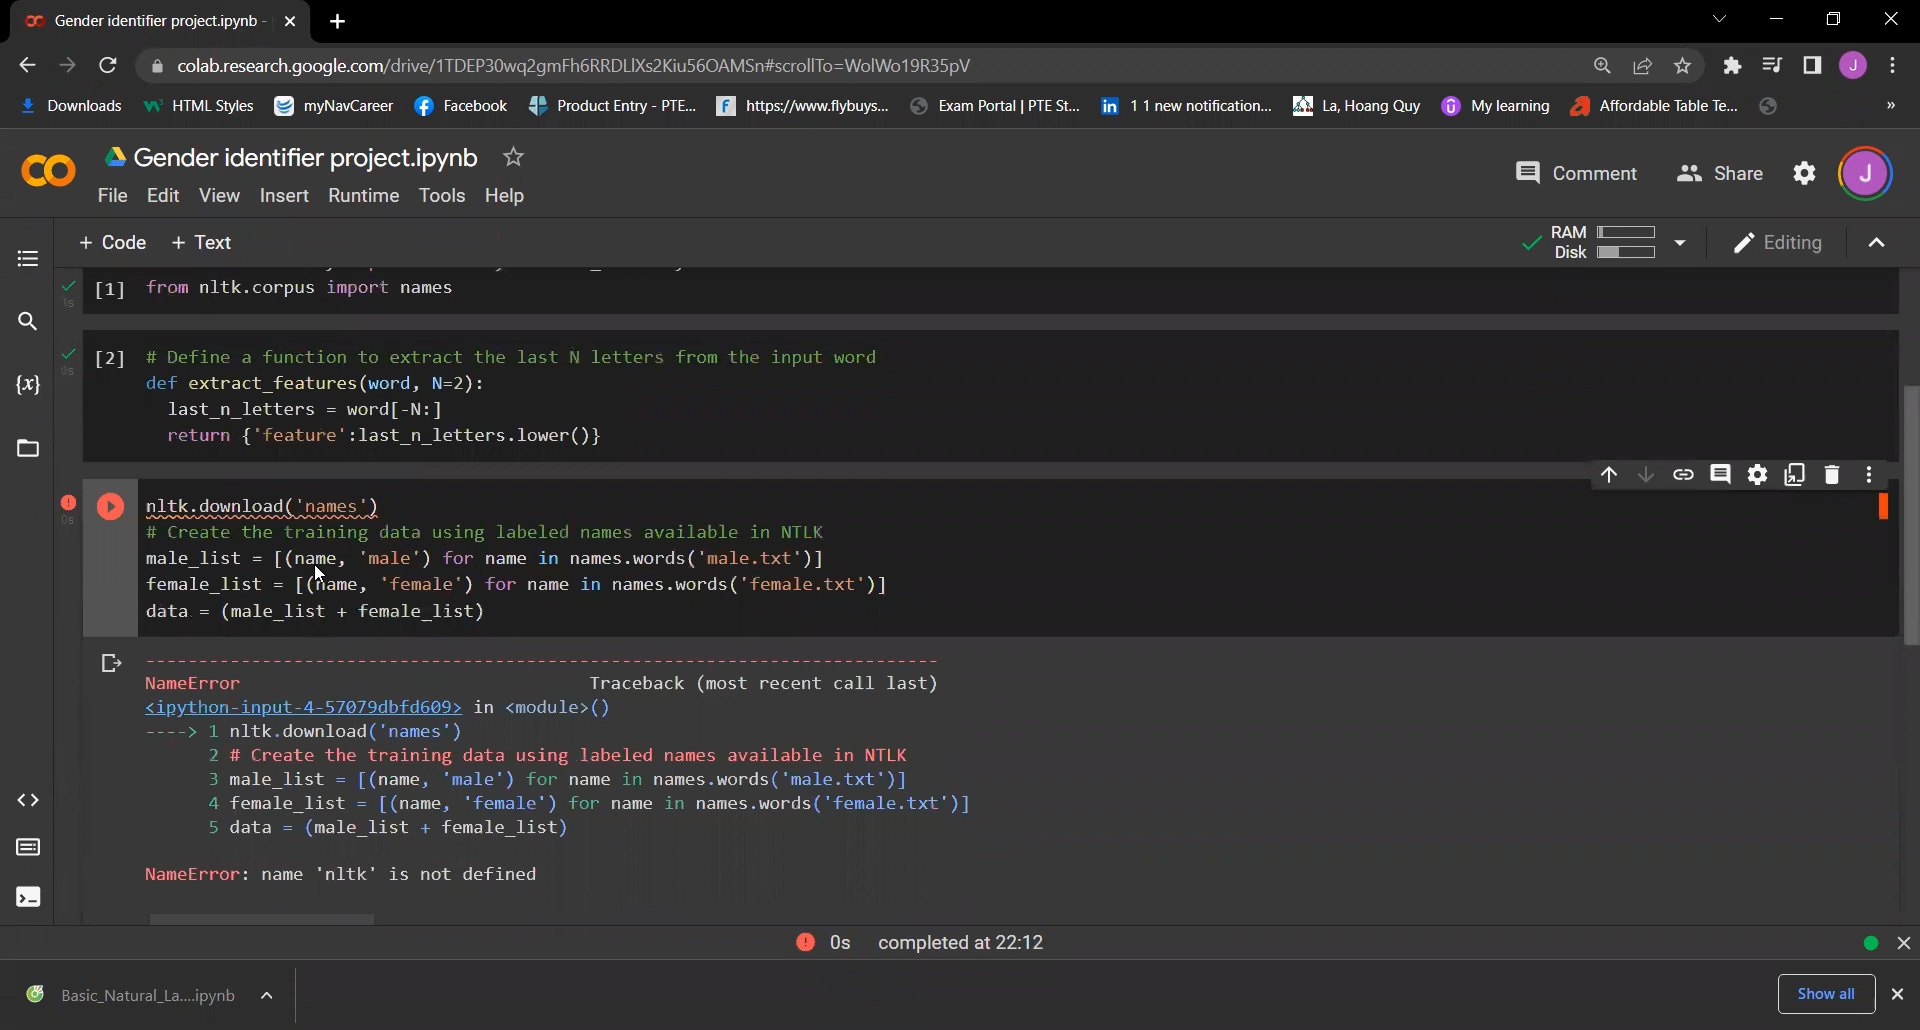 Gender identifier project.ipynb -
colab.research.google.com/drive/1TDEP30wq2gmFh6RRDLlXs2Kiu56OAMSn#scrollTo=WolWo19R35pV
Downloads
HTML Styles
myNavCareer
Facebook
Product Entry - PTE...
https://www.flybuys...
Exam Portal | PTE St...
1 1 new notification...
La, Hoang Quy
My learning
Affordable Table Te...
»
Gender identifier project.ipynb
Comment
Share
J
File Edit View Insert Runtime Tools Help
+ Code + Text
RAM
Disk
Editing
[1] from nltk.corpus import names
1s
[2] # Define a function to extract the last N letters from the input word
0s
def extract_features(word, N=2):
last_n_letters = word[-N:]
return {'feature':last_n_letters.lower()}
nltk.download('names')
0s
# Create the training data using labeled names available in NTLK
male_list = [(name, 'male') for name in names.words('male.txt')]
female_list = [(name, 'female') for name in names.words('female.txt')]
data = (male_list + female_list)
---------------------------------------------------------------------------
NameError Traceback (most recent call last)
<ipython-input-4-57079dbfd609> in <module>()
----> 1 nltk.download('names')
2 # Create the training data using labeled names available in NTLK
3 male_list = [(name, 'male') for name in names.words('male.txt')]
4 female_list = [(name, 'female') for name in names.words('female.txt')]
5 data = (male_list + female_list)
NameError: name 'nltk' is not defined
0s completed at 22:12
Basic_Natural_La....ipynb
Show all